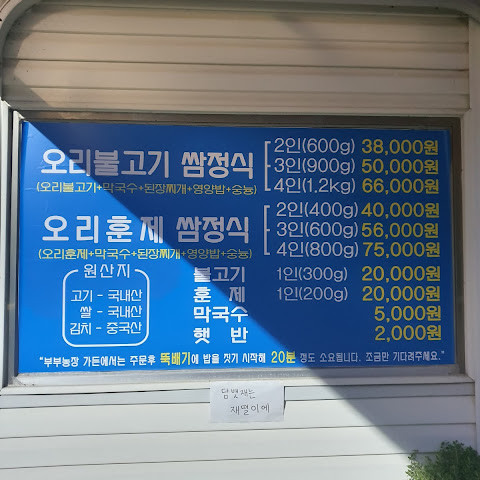 오리불고기 쌈정식
(오리불고기+막국수+된장찌개+영양밥+숭늉)
2인(600g) 38,000원
3인(900g) 50,000원
4인(1.2kg) 66,000원
오리훈제 쌈정식
(오리훈제+막국수+된장찌개+영양밥+숭늉)
2인(400g) 40,000원
3인(600g) 56,000원
4인(800g) 75,000원
원산지
고기 - 국내산
쌀 - 국내산
김치 - 중국산
불고기 1인(300g) 20,000원
훈제 1인(200g) 20,000원
막국수 5,000원
햇반 2,000원
"부부농장 가든에서는 주문후 뚝배기에 밥을 짓기 시작해 20분 정도 소요됩니다. 조금만 기다려주세요."
담뱃재는
재떨이에